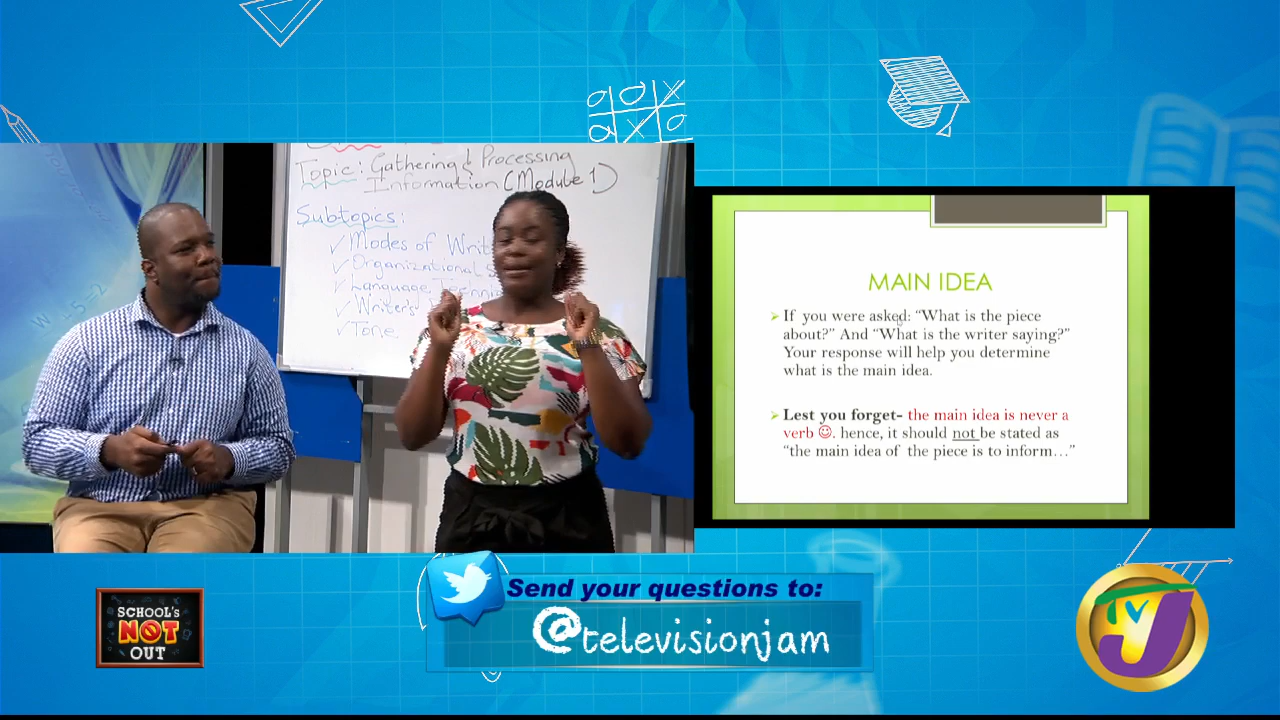 Topic: Gathering & Processing
Information (Module 1)
Subtopics:
✓ Modes of Writ
✓ Organizational S
✓ Language Techni
✓ Writer's
✓ Tone
MAIN IDEA
➤ If you were asked: “What is the piece
about?” And “What is the writer saying?”
Your response will help you determine
what is the main idea.
➤ Lest you forget- the main idea is never a
verb ☺. hence, it should not be stated as
“the main idea of the piece is to inform…”
SCHOOL'S
NOT
OUT
Send your questions to:
@televisionjam
TVJ